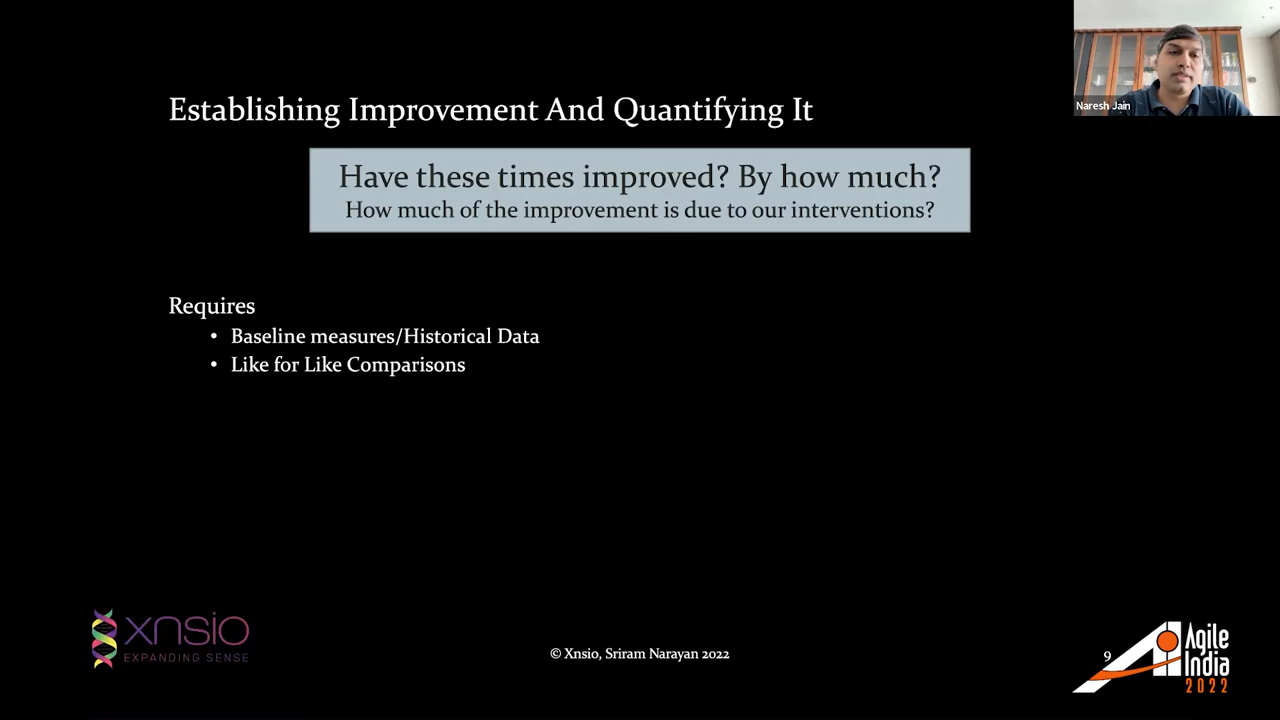 Naresh Jain
Establishing Improvement And Quantifying It
Have these times improved? By how much?
How much of the improvement is due to our interventions?
Requires
• Baseline measures/Historical Data
• Like for Like Comparisons
xnsio
EXPANDING SENSE
© Xnsio, Sriram Narayan 2022
9
Agile
India
2022